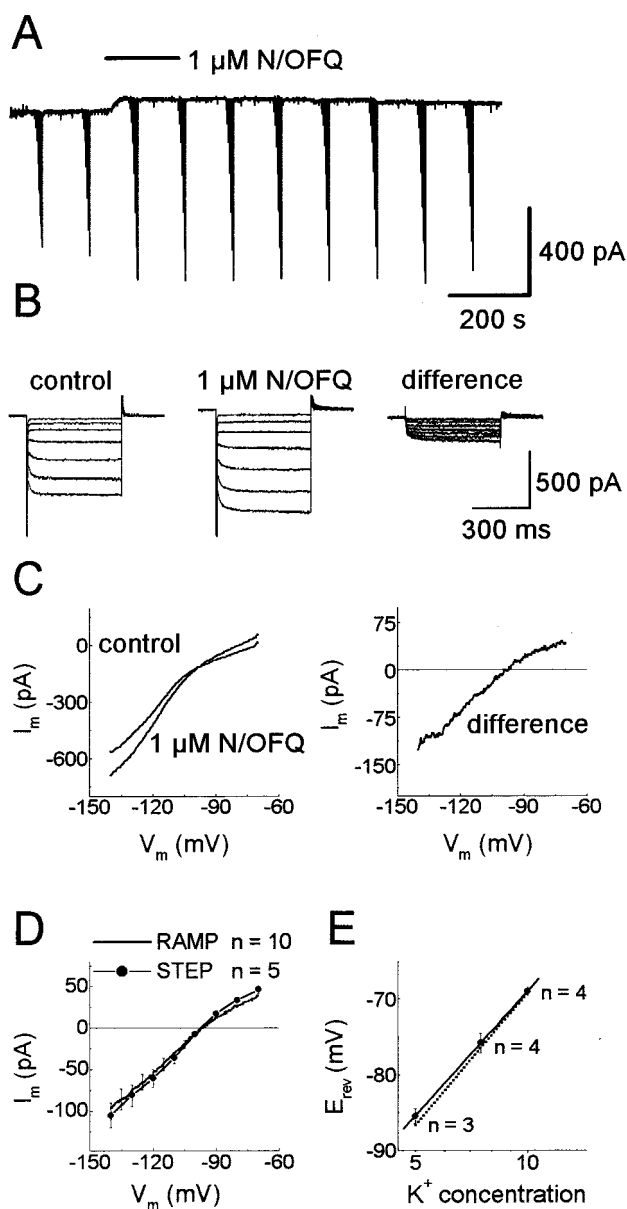 A
1 µM N/OFQ
400 pA
200 s
B
control
1 µM N/OFQ
difference
500 pA
300 ms
C
0
-300
-600
I_m (pA)
control
1 µM N/OFQ
-150 -120 -90 -60
V_m (mV)
75
0
-75
-150
I_m (pA)
difference
-150 -120 -90 -60
V_m (mV)
D
RAMP n = 10
STEP n = 5
50
0
-50
-100
I_m (pA)
-150 -120 -90 -60
V_m (mV)
E
-70
-80
-90
E_rev (mV)
n = 4
n = 4
n = 3
5 10
K⁺ concentration